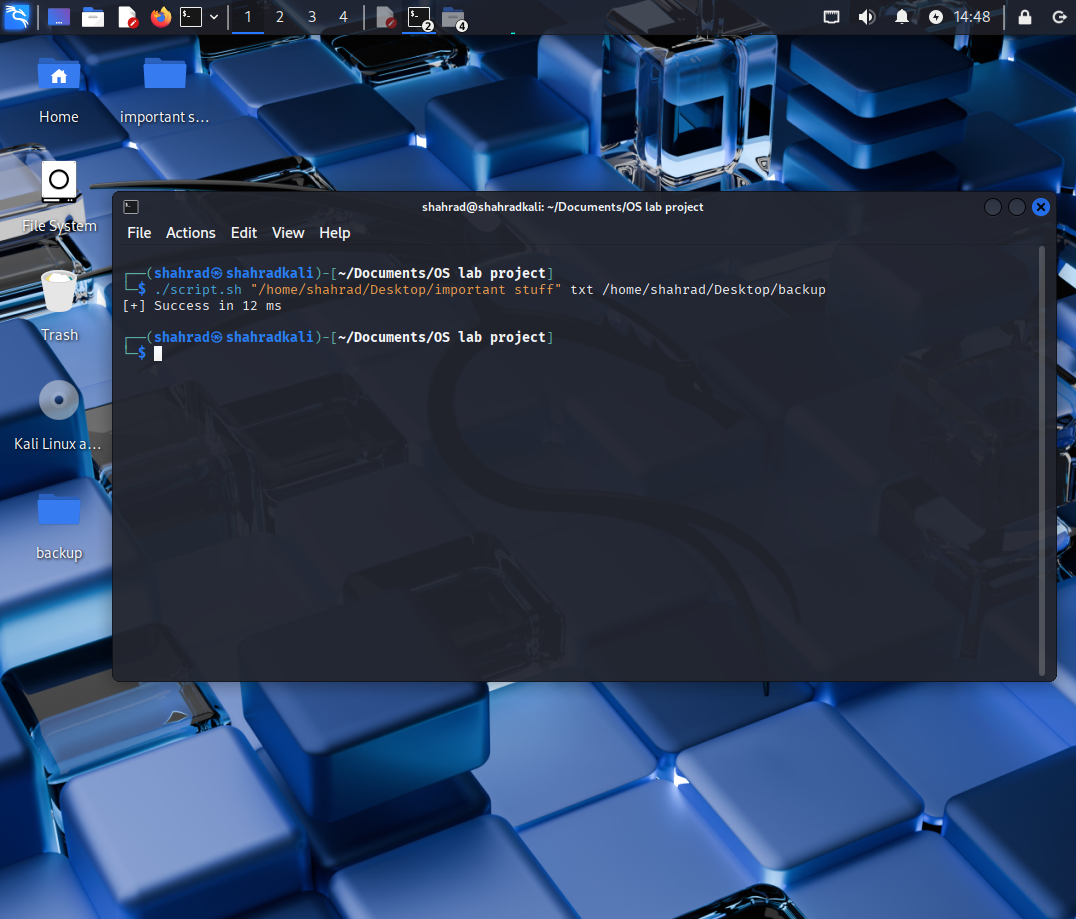 1 2 3 4 2 4 14:48
Home
important s...
File System
Trash
Kali Linux a...
backup
shahrad@shahradkali: ~/Documents/OS lab project
File Actions Edit View Help
┌──(shahrad㉿shahradkali)-[~/Documents/OS lab project]
└─$ ./script.sh "/home/shahrad/Desktop/important stuff" txt /home/shahrad/Desktop/backup
[+] Success in 12 ms
┌──(shahrad㉿shahradkali)-[~/Documents/OS lab project]
└─$